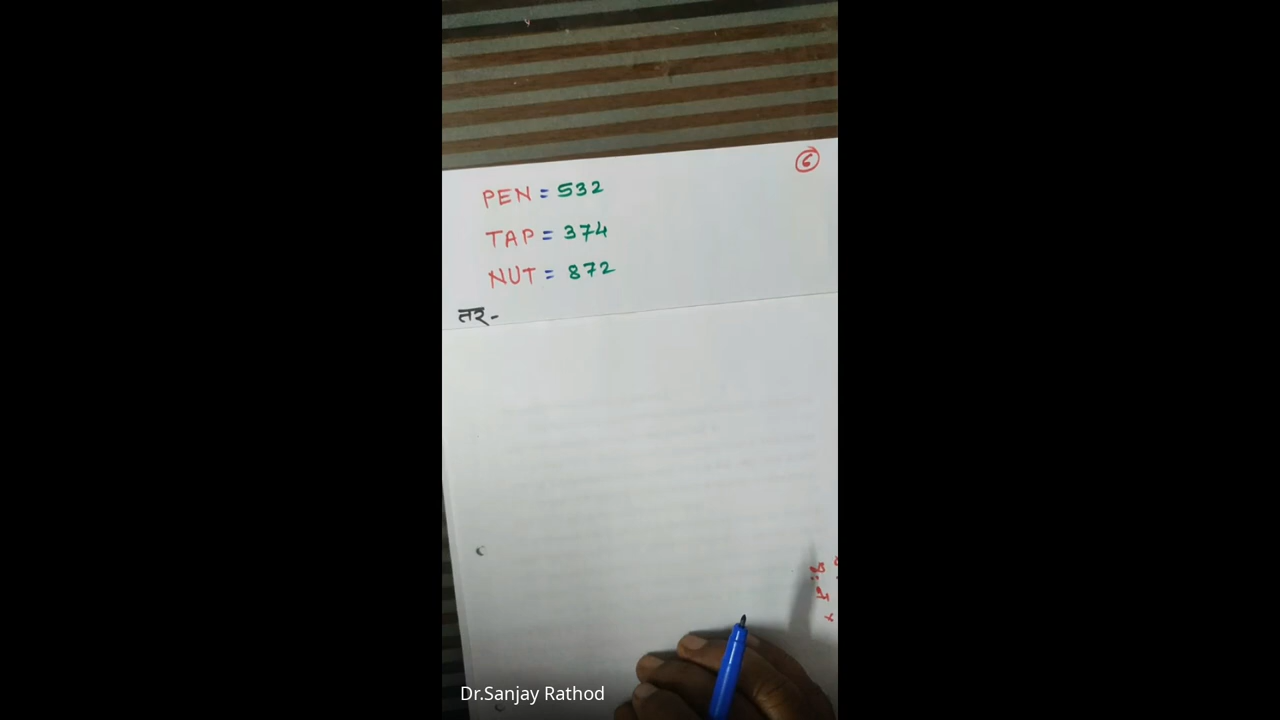 6
PEN = 532
TAP = 374
NUT = 872
तर-
Dr.Sanjay Rathod